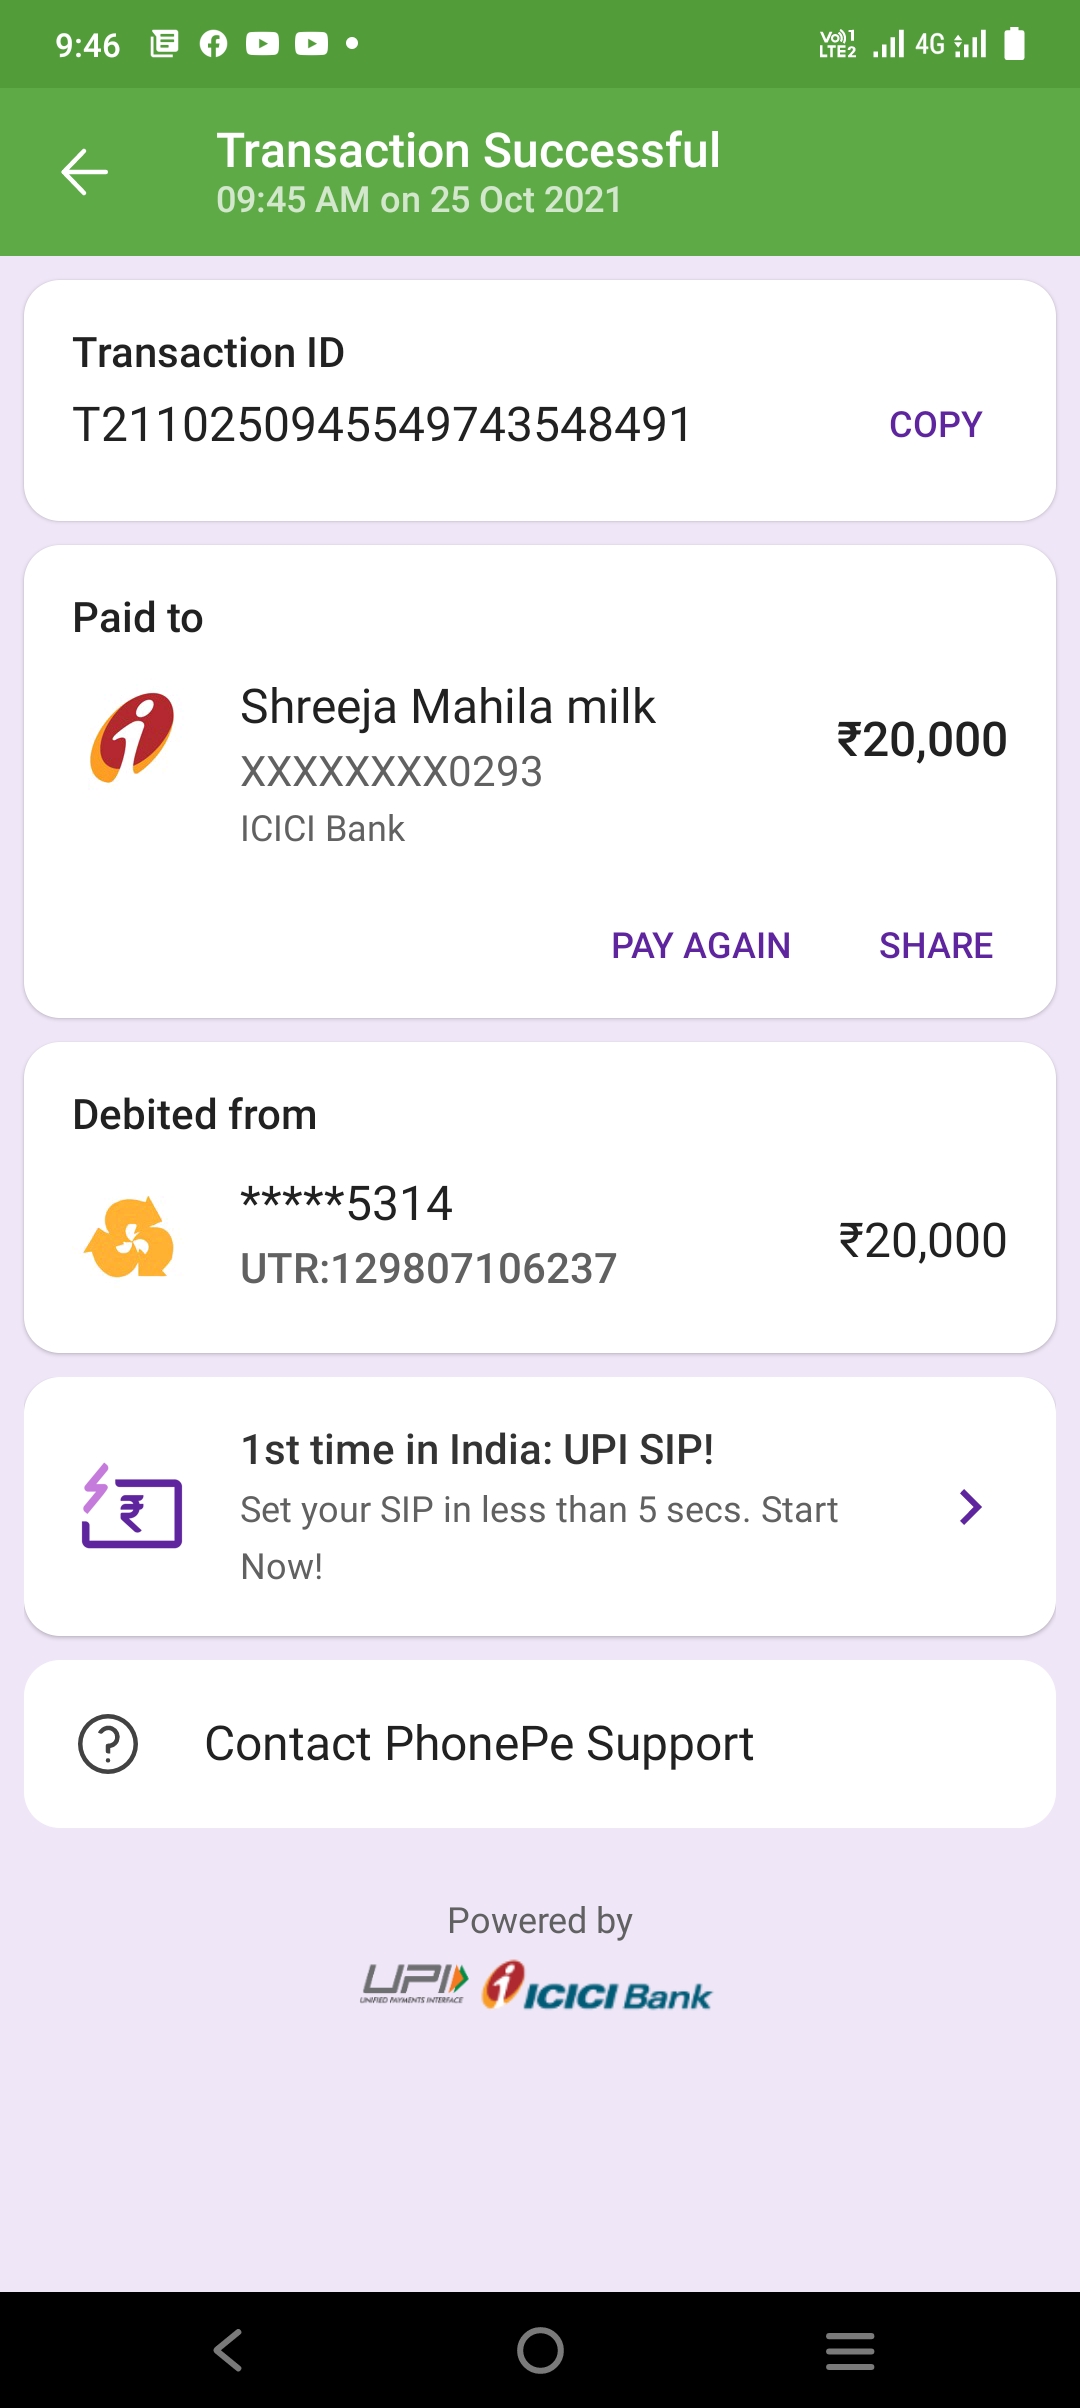 9:46
Vo))1 LTE2 4G
Transaction Successful
09:45 AM on 25 Oct 2021
Transaction ID
T2110250945549743548491
COPY
Paid to
Shreeja Mahila milk
XXXXXXXX0293
ICICI Bank
₹20,000
PAY AGAIN
SHARE
Debited from
*****5314
UTR:129807106237
₹20,000
1st time in India: UPI SIP!
Set your SIP in less than 5 secs. Start
Now!
Contact PhonePe Support
Powered by
UPI
UNIFIED PAYMENTS INTERFACE
ICICI Bank